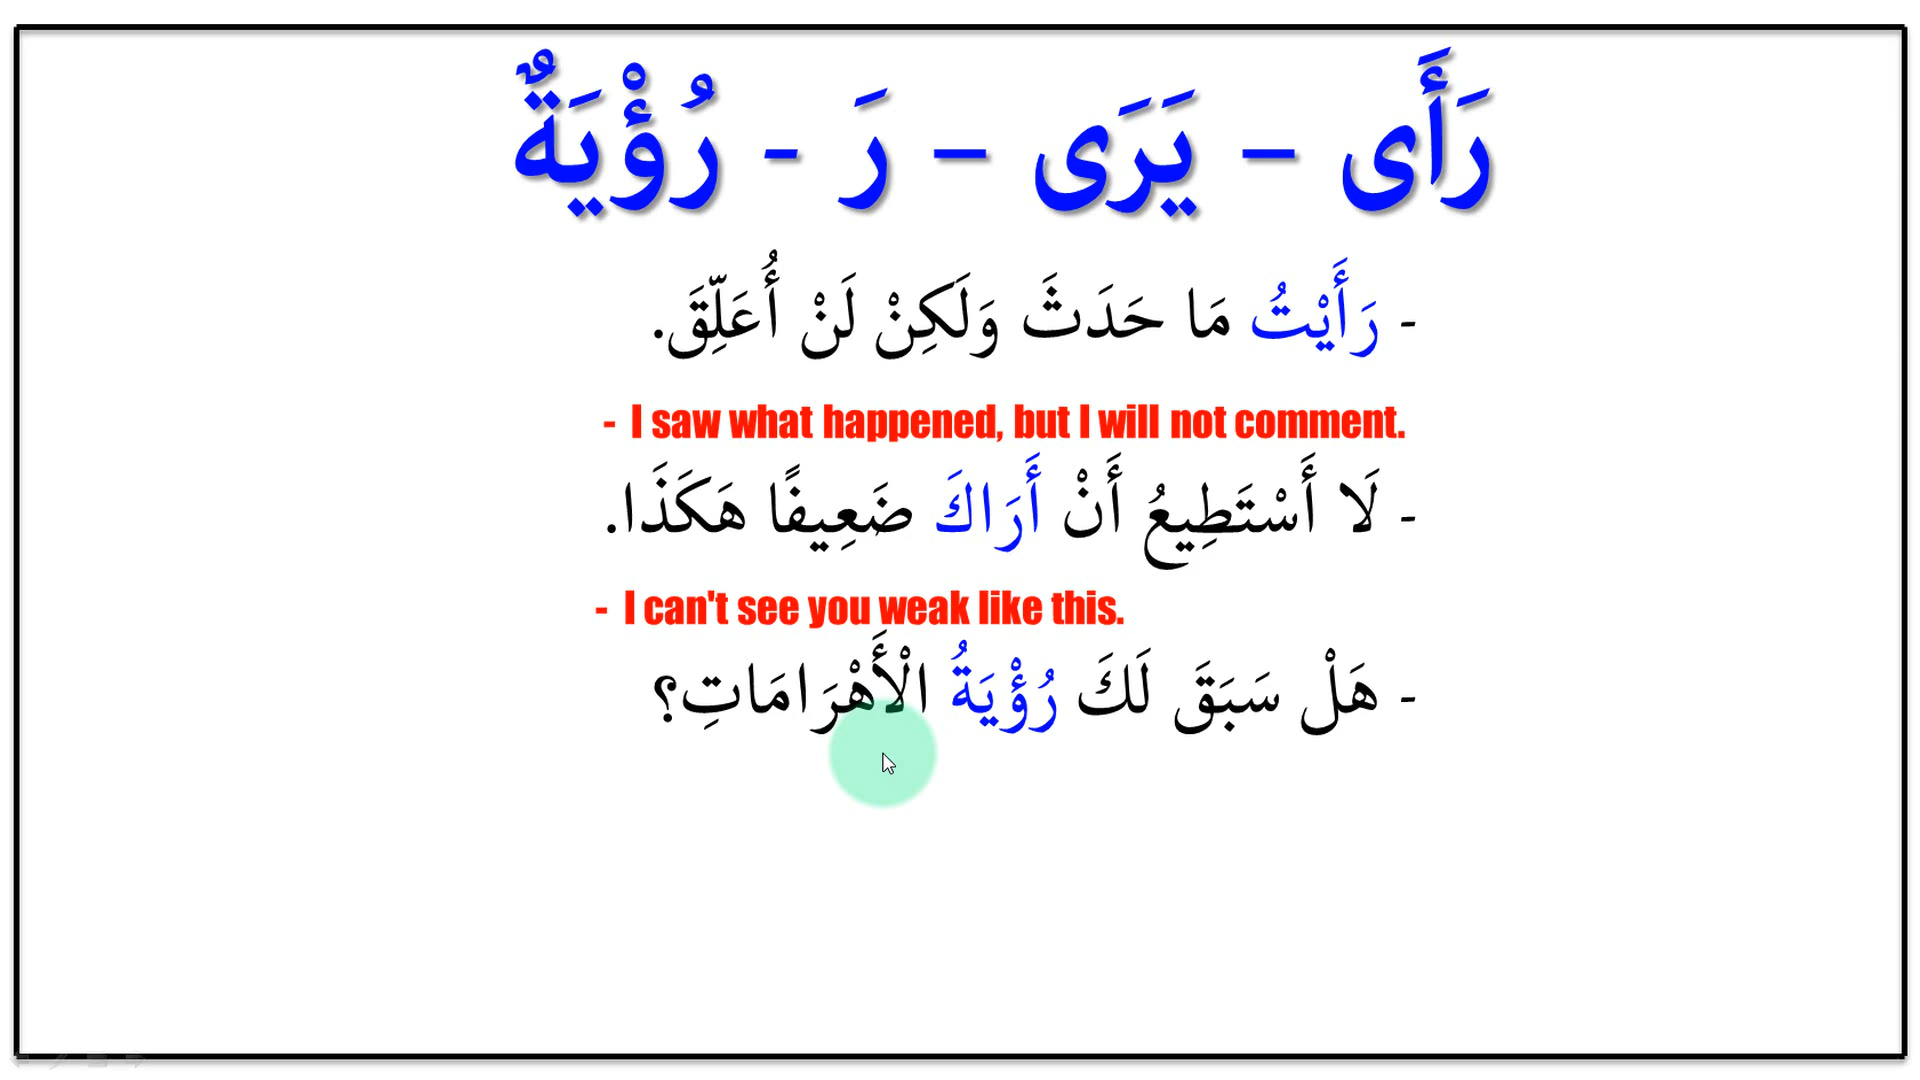 رَأَى – يَرَى – رَ - رُؤْيَةٌ
- رَأَيْتُ مَا حَدَثَ وَلَكِنْ لَنْ أُعَلِّقَ.
- I saw what happened, but I will not comment.
- لَا أَسْتَطِيعُ أَنْ أَرَاكَ ضَعِيفًا هَكَذَا.
- I can't see you weak like this.
- هَلْ سَبَقَ لَكَ رُؤْيَةُ الْأَهْرَامَاتِ؟